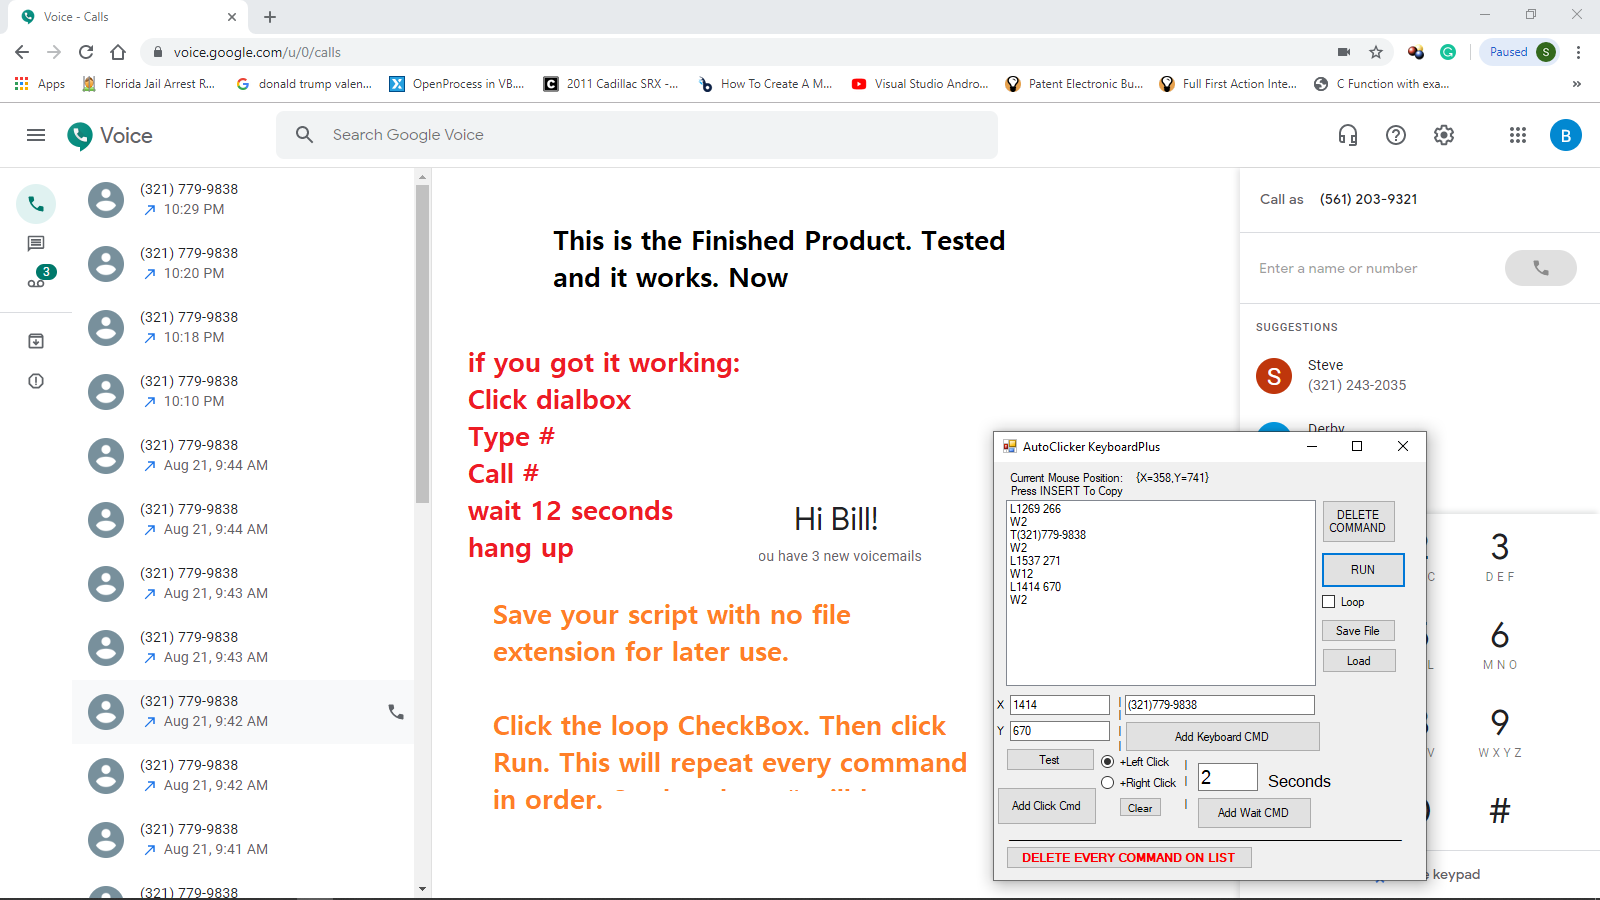 Voice - Calls
voice.google.com/u/0/calls
Paused
S
Apps
Florida Jail Arrest R...
donald trump valen...
OpenProcess in VB....
2011 Cadillac SRX -...
How To Create A M...
Visual Studio Andro...
Patent Electronic Bu...
Full First Action Inte...
C Function with exa...
»
Voice
Search Google Voice
B
3
(321) 779-9838
10:29 PM
(321) 779-9838
10:20 PM
(321) 779-9838
10:18 PM
(321) 779-9838
10:10 PM
(321) 779-9838
Aug 21, 9:44 AM
(321) 779-9838
Aug 21, 9:44 AM
(321) 779-9838
Aug 21, 9:43 AM
(321) 779-9838
Aug 21, 9:43 AM
(321) 779-9838
Aug 21, 9:42 AM
(321) 779-9838
Aug 21, 9:42 AM
(321) 779-9838
Aug 21, 9:41 AM
(321) 779-9838
This is the Finished Product. Tested
and it works. Now
if you got it working:
Click dialbox
Type #
Call #
wait 12 seconds
hang up
Hi Bill!
ou have 3 new voicemails
Save your script with no file
extension for later use.
Click the loop CheckBox. Then click
Run. This will repeat every command
in order.
Call as (561) 203-9321
Enter a name or number
SUGGESTIONS
S
Steve
(321) 243-2035
Derby
AutoClicker KeyboardPlus
Current Mouse Position: {X=358,Y=741}
Press INSERT To Copy
L1269 266
W2
T(321)779-9838
W2
L1537 271
W12
L1414 670
W2
DELETE
COMMAND
RUN
Loop
Save File
Load
X 1414
(321)779-9838
Y 670
Add Keyboard CMD
Test
+Left Click
+Right Click
2 Seconds
Add Click Cmd
Clear
Add Wait CMD
DELETE EVERY COMMAND ON LIST
C
3
DEF
L
6
MNO
V
9
WXYZ
#
keypad